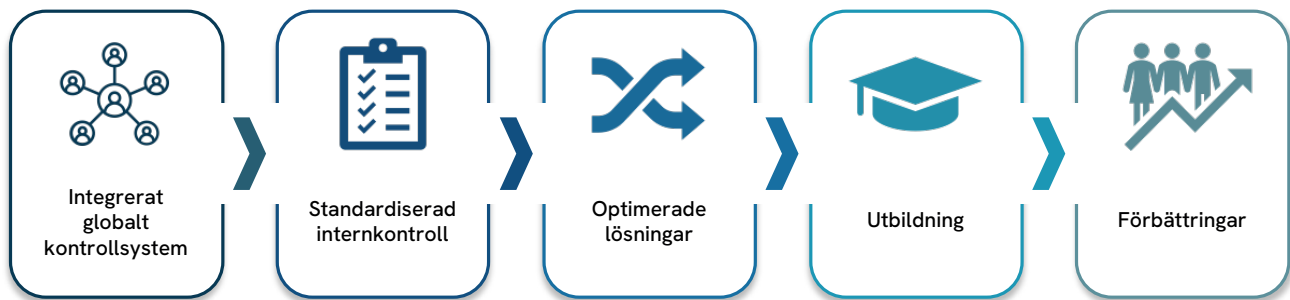 Integrerat
globalt
kontrollsystem
Standardiserad
internkontroll
Optimerade
lösningar
Utbildning
Förbättringar